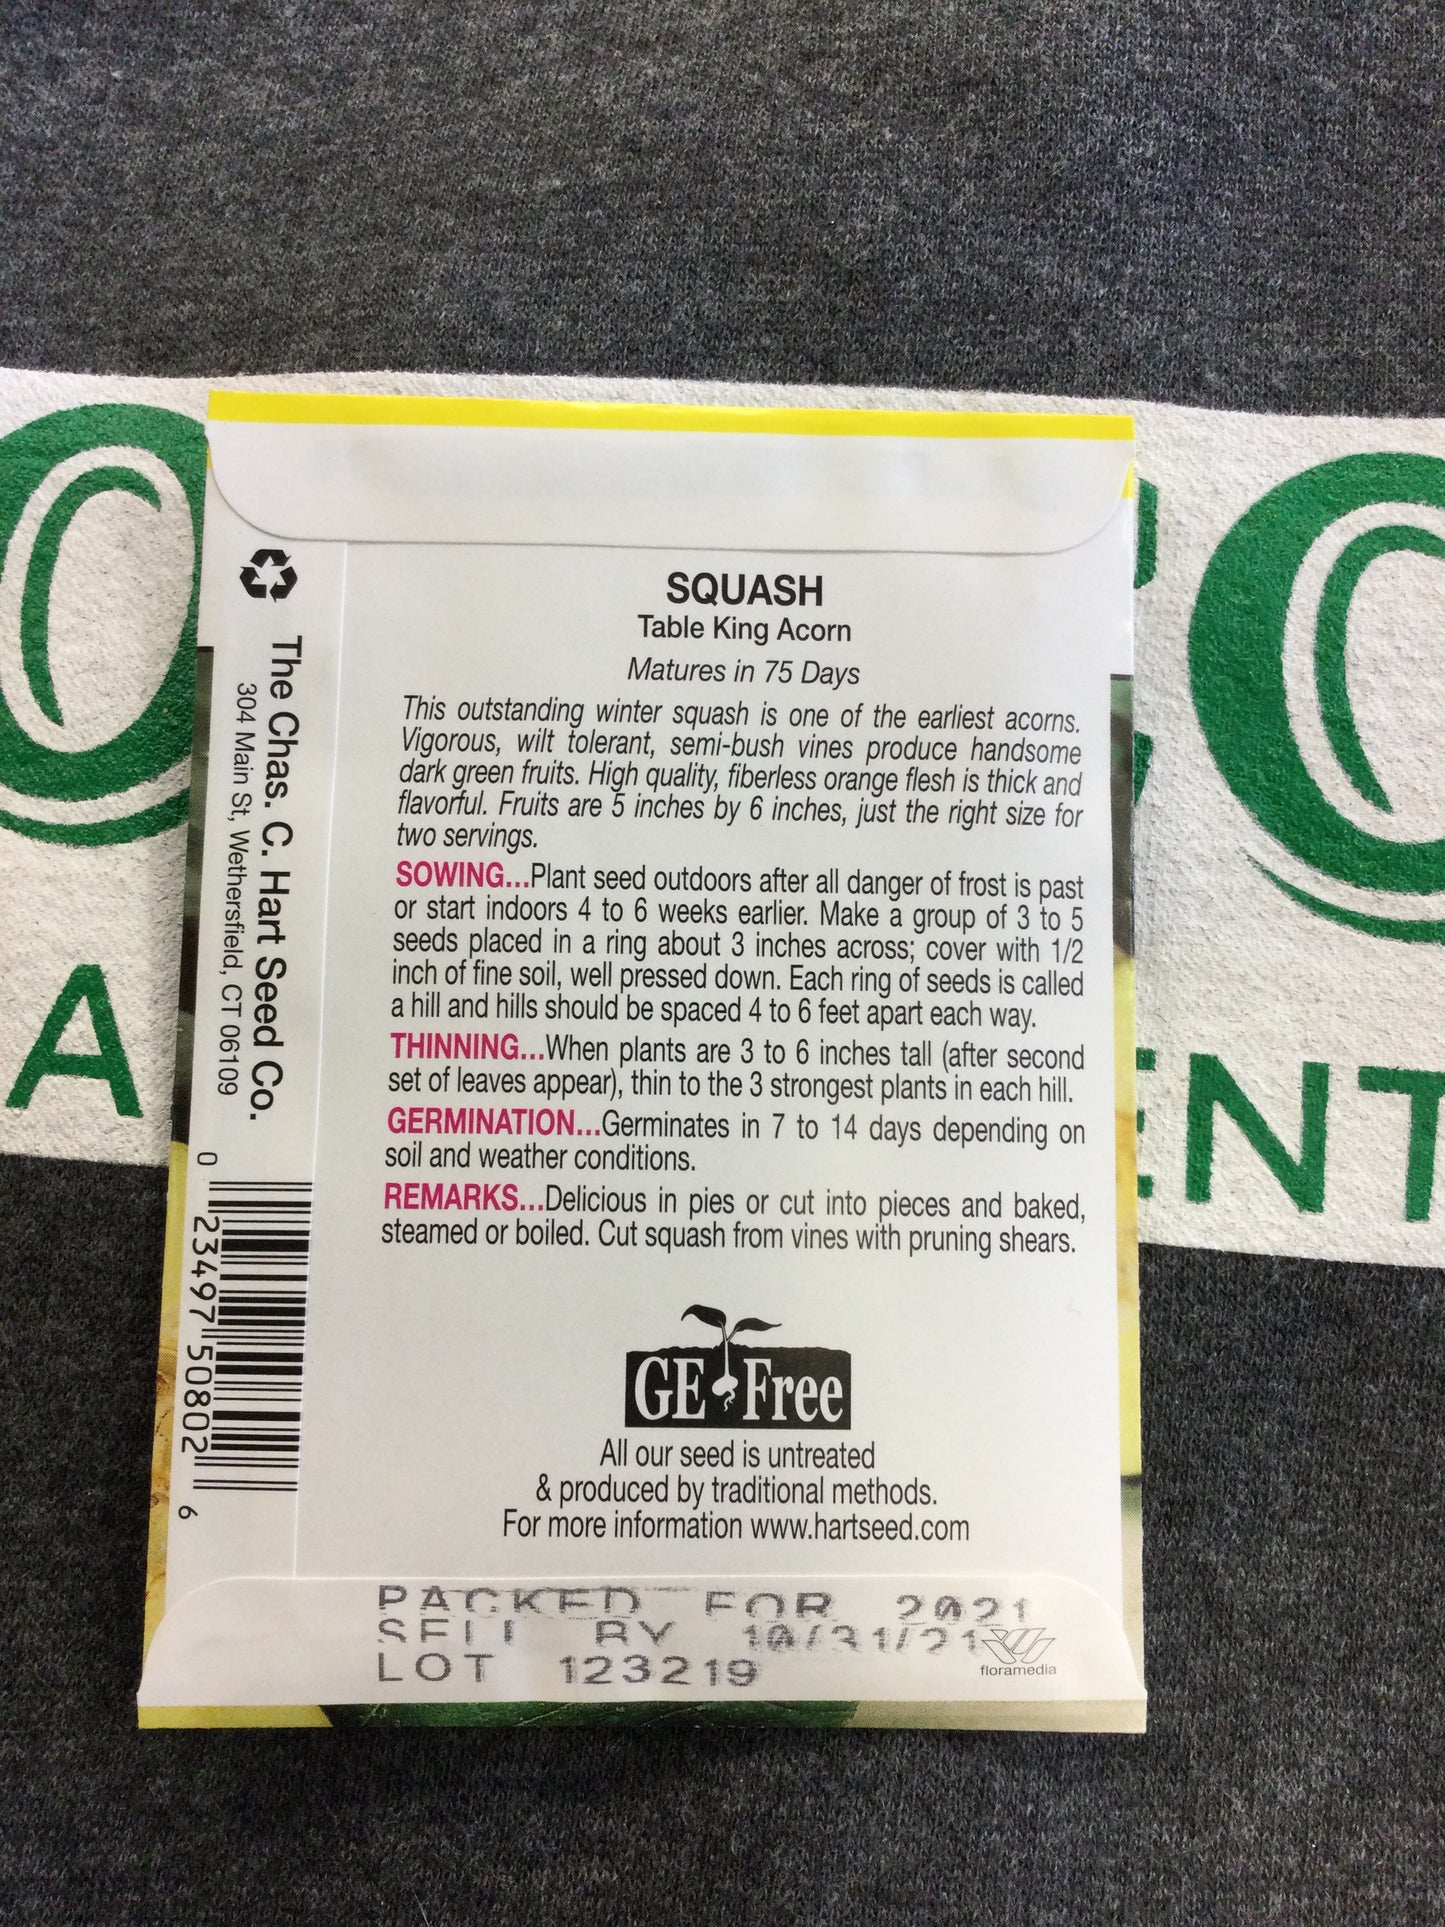 SQUASH
Table King Acorn
Matures in 75 Days
This outstanding winter squash is one of the earliest acorns.
Vigorous, wilt tolerant, semi-bush vines produce handsome
dark green fruits. High quality, fiberless orange flesh is thick and
flavorful. Fruits are 5 inches by 6 inches, just the right size for
two servings.
SOWING...Plant seed outdoors after all danger of frost is past
or start indoors 4 to 6 weeks earlier. Make a group of 3 to 5
seeds placed in a ring about 3 inches across; cover with 1/2
inch of fine soil, well pressed down. Each ring of seeds is called
a hill and hills should be spaced 4 to 6 feet apart each way.
THINNING...When plants are 3 to 6 inches tall (after second
set of leaves appear), thin to the 3 strongest plants in each hill.
GERMINATION...Germinates in 7 to 14 days depending on
soil and weather conditions.
REMARKS...Delicious in pies or cut into pieces and baked,
steamed or boiled. Cut squash from vines with pruning shears.
GE Free
All our seed is untreated
& produced by traditional methods.
For more information www.hartseed.com
PACKED FOR 2021
SELL BY 10/31/21
LOT 123219
floramedia
The Chas. C. Hart Seed Co.
304 Main St, Wethersfield, CT 06109
0 23497 50802 6
O
CO
A
ENT